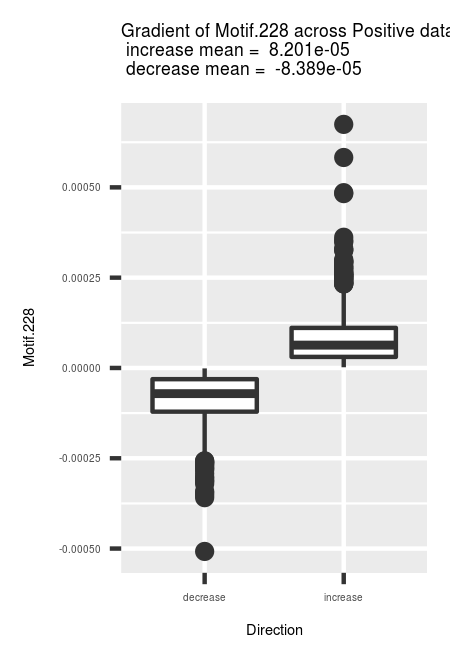 Gradient of Motif.228 across Positive data
increase mean =  8.201e-05
decrease mean =  -8.389e-05
Motif.228
0.00050
0.00025
0.00000
-0.00025
-0.00050
decrease
increase
Direction